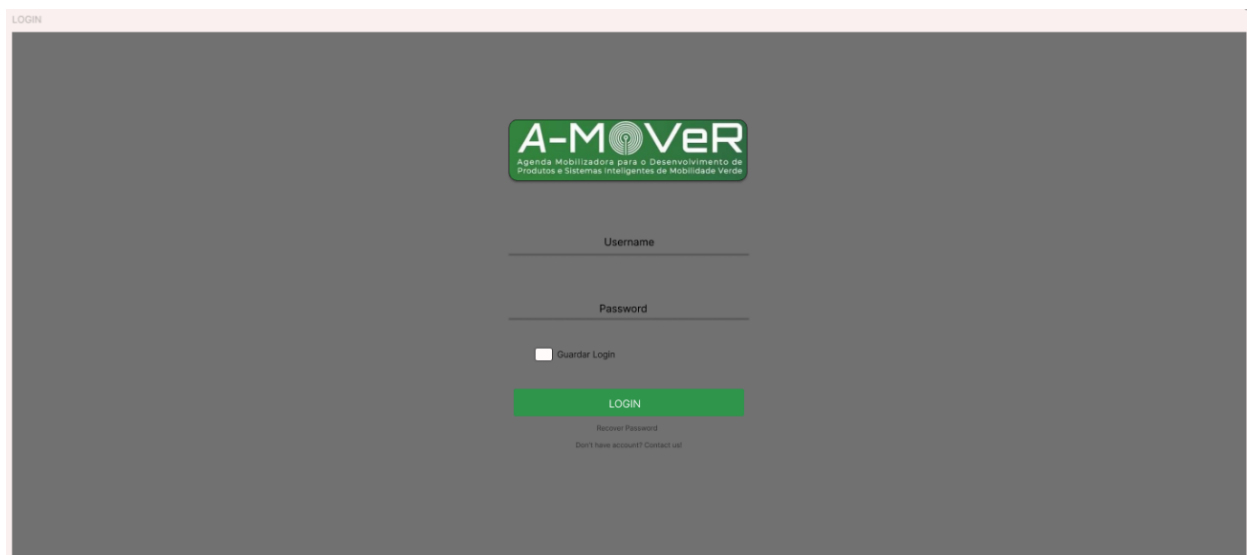 LOGIN
A-MOVeR
Agenda Mobilizadora para o Desenvolvimento de
Produtos e Sistemas Inteligentes de Mobilidade Verde
Username
Password
Guardar Login
LOGIN
Recover Password
Don't have account? Contact us!